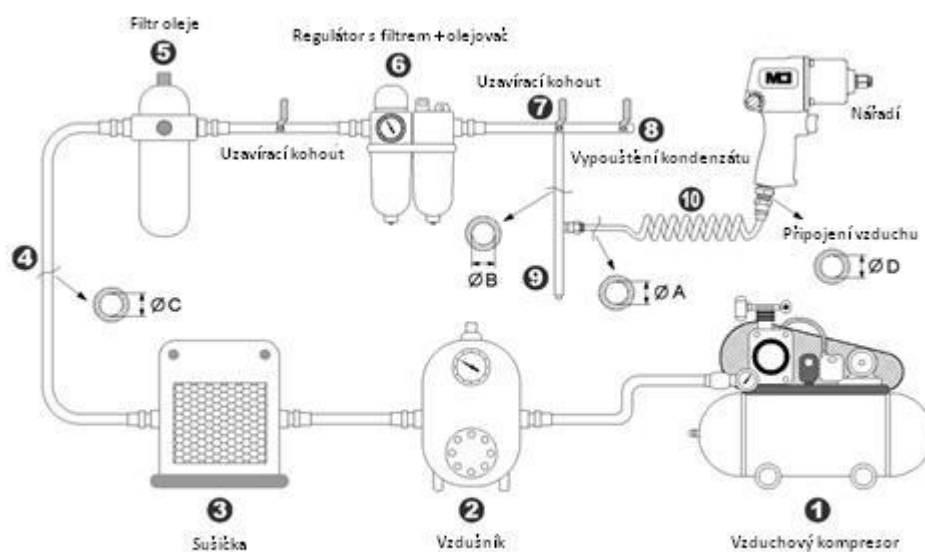 Filtr oleje
5
Regulátor s filtrem + olejovač
6
Uzavírací kohout
7
8
Nářadí
Uzavírací kohout
Vypouštění kondenzátu
10
Připojení vzduchu
4
ØB
9
ØA
ØD
ØC
3
2
1
Sušička
Vzdušník
Vzduchový kompresor